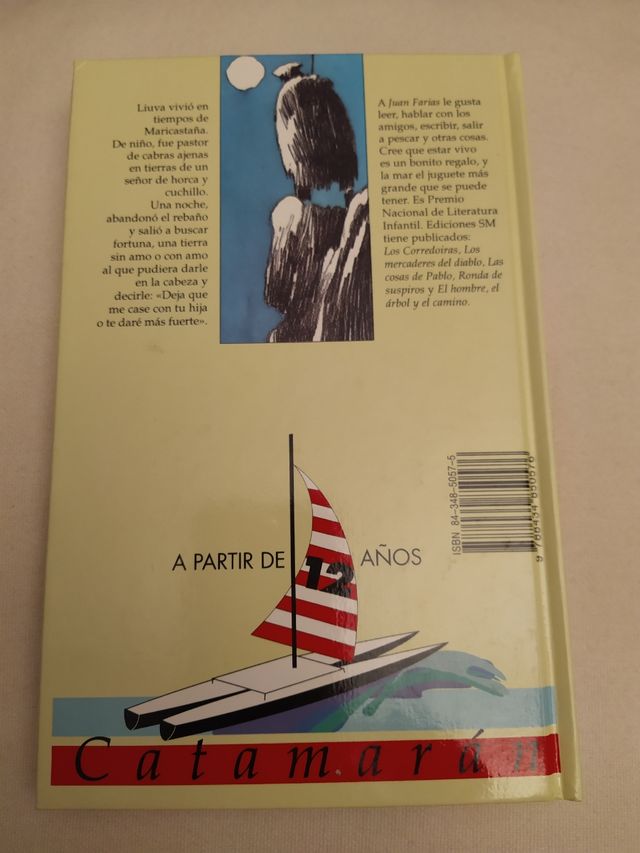 Liuva vivió en
tiempos de
Maricastaña.
De niño, fue pastor
de cabras ajenas
en tierras de un
señor de horca y
cuchillo.
Una noche,
abandonó el rebaño
y salió a buscar
fortuna, una tierra
sin amo o con amo
al que pudiera darle
en la cabeza y
decirle: «Deja que
me case con tu hija
o te daré más fuerte».
A Juan Farias le gusta
leer, hablar con los
amigos, escribir, salir
a pescar y otras cosas.
Cree que estar vivo
es un bonito regalo, y
la mar el juguete más
grande que se puede
tener. Es Premio
Nacional de Literatura
Infantil. Ediciones SM
tiene publicados:
Los Corredoiras, Los
mercaderes del diablo, Las
cosas de Pablo, Ronda de
suspiros y El hombre, el
árbol y el camino.
ISBN 84-348-5057-5
9 788434 850576
A PARTIR DE 12 AÑOS
Catamarán